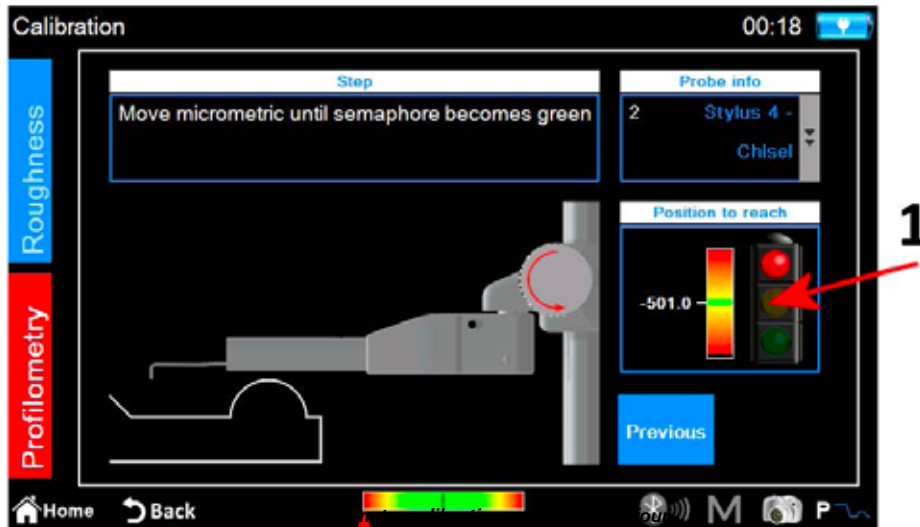 Calibration
00:18
Roughness
Profilometry
Step
Move micrometric until semaphore becomes green
Probe info
2 Stylus 4 -
Chisel
Position to reach
-501.0
1
Previous
Home
Back
M
P